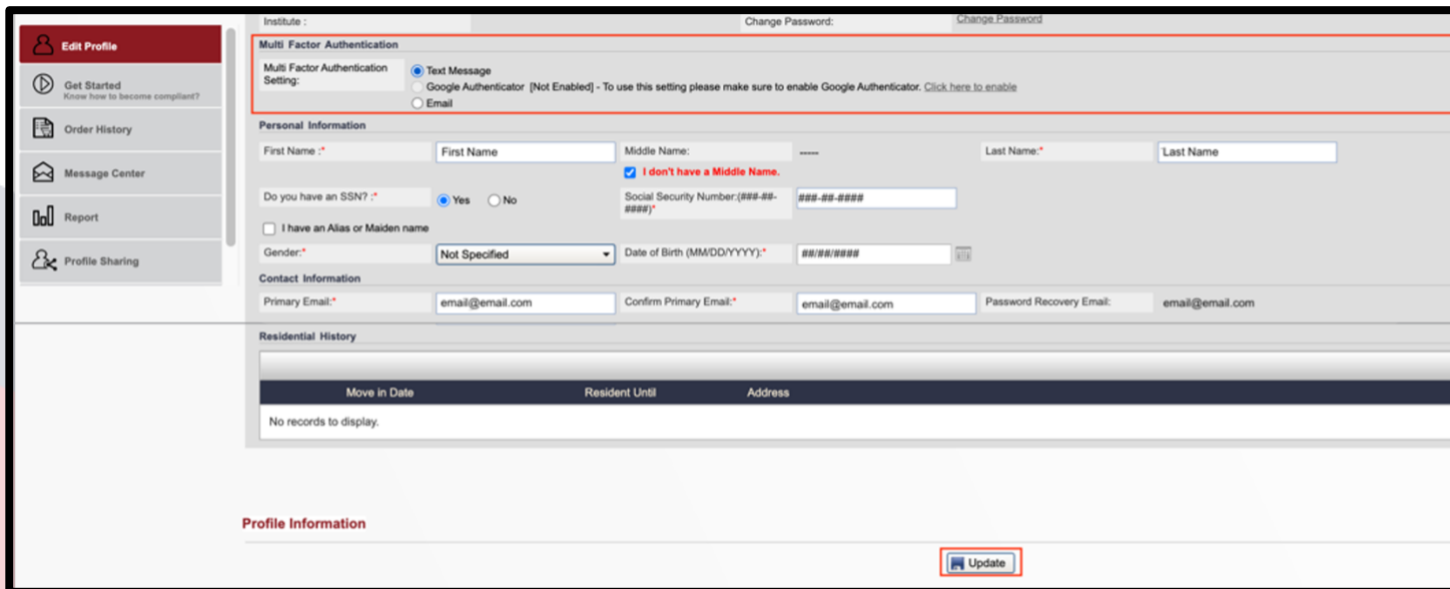 Institute : Change Password: Change Password
Edit Profile
Multi Factor Authentication
Multi Factor Authentication Setting:
Text Message
Google Authenticator [Not Enabled] - To use this setting please make sure to enable Google Authenticator. Click here to enable
Email
Get Started
Know how to become compliant?
Order History
Message Center
Report
Profile Sharing
Personal Information
First Name :* First Name Middle Name: ----- Last Name:* Last Name
I don't have a Middle Name.
Do you have an SSN? :* Yes No Social Security Number:(###-##-####)* ###-##-####
I have an Alias or Maiden name
Gender:* Not Specified Date of Birth (MM/DD/YYYY):* ##/##/####
Contact Information
Primary Email:* email@email.com Confirm Primary Email:* email@email.com Password Recovery Email: email@email.com
Residential History
Move in Date Resident Until Address
No records to display.
Profile Information
Update